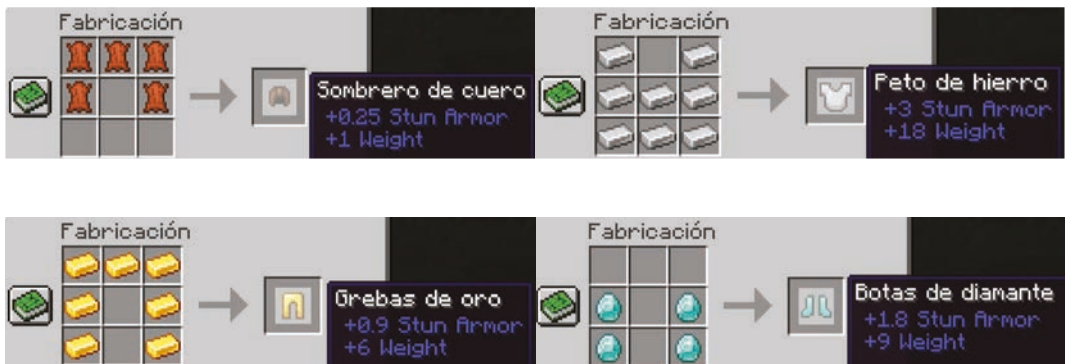 Fabricación
Sombrero de cuero
+0.25 Stun Armor
+1 Weight
Fabricación
Peto de hierro
+3 Stun Armor
+18 Weight
Fabricación
Grebas de oro
+0.9 Stun Armor
+6 Weight
Fabricación
Botas de diamante
+1.8 Stun Armor
+9 Weight